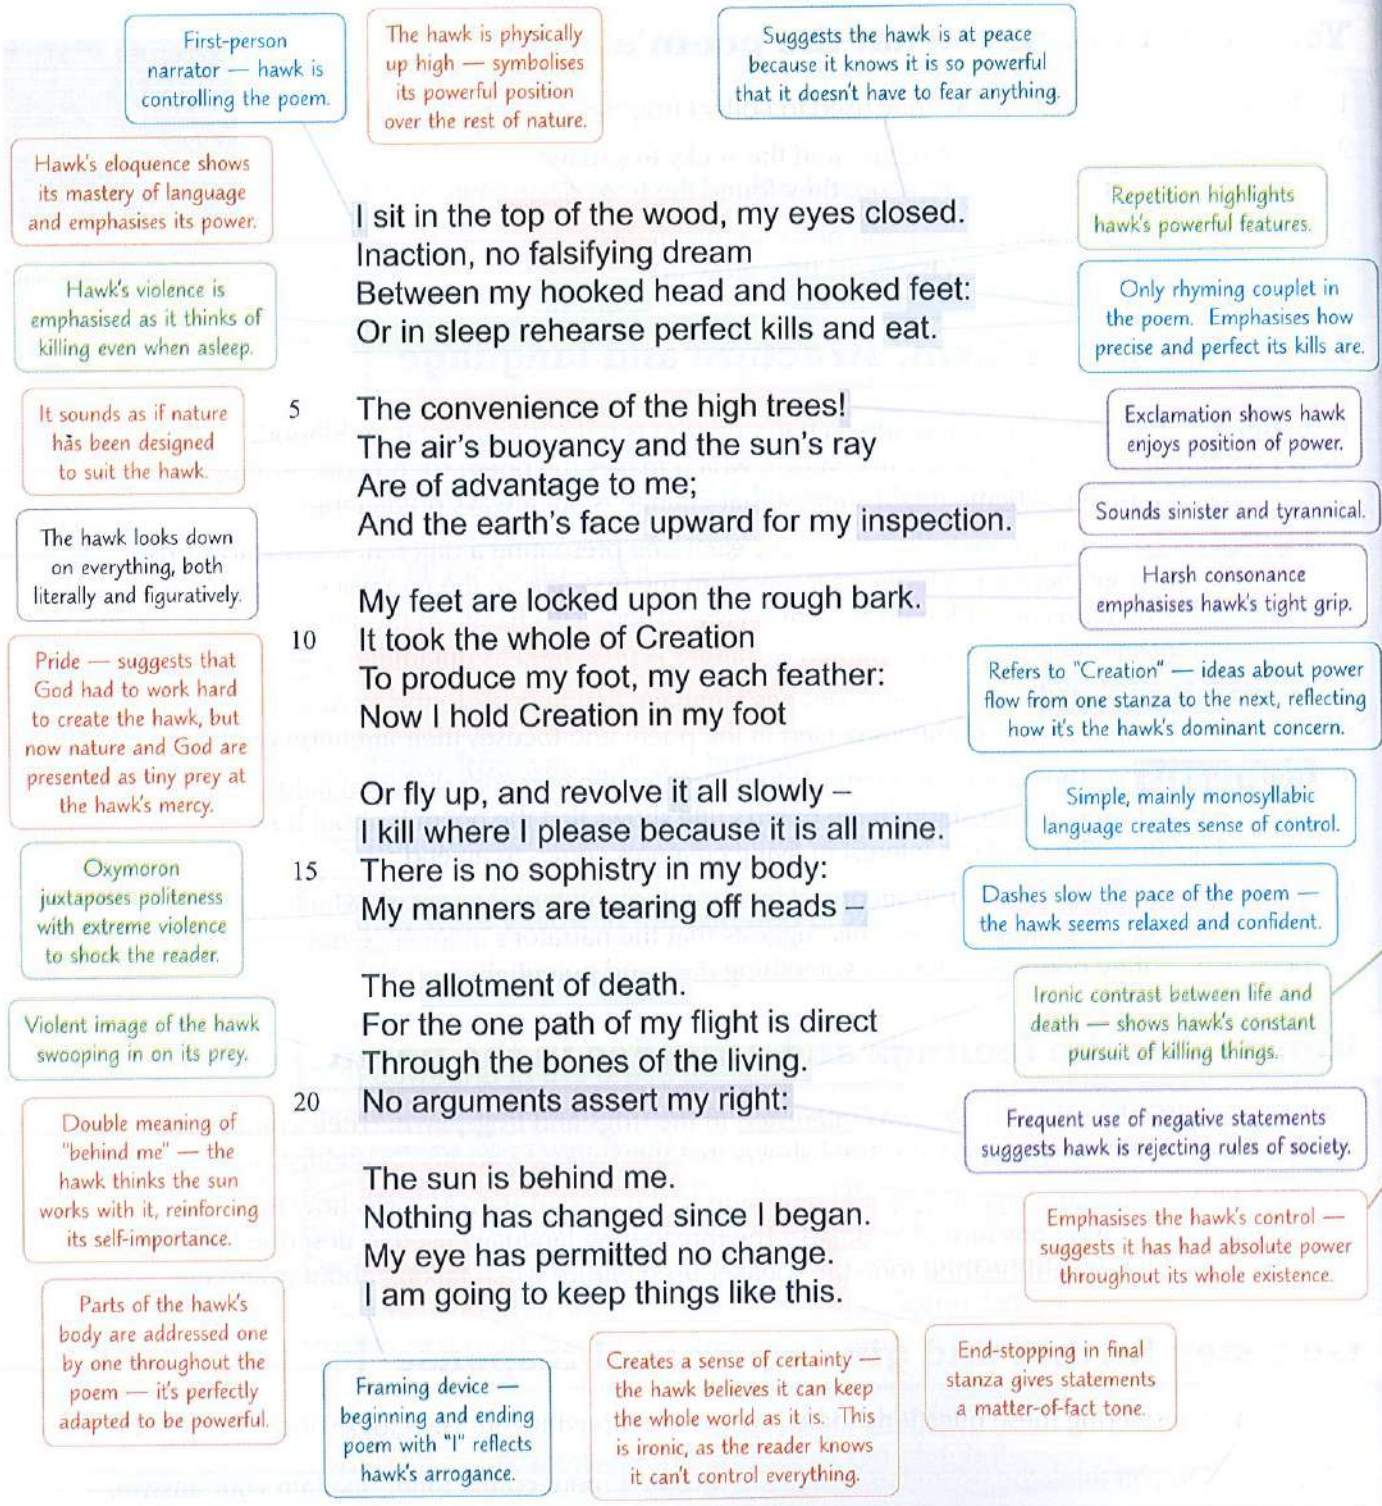 First-person
narrator — hawk is
controlling the poem.
The hawk is physically
up high — symbolises
its powerful position
over the rest of nature.
Suggests the hawk is at peace
because it knows it is so powerful
that it doesn't have to fear anything.
Hawk's eloquence shows
its mastery of language
and emphasises its power.
Hawk's violence is
emphasised as it thinks of
killing even when asleep.
It sounds as if nature
has been designed
to suit the hawk.
The hawk looks down
on everything, both
literally and figuratively.
Pride — suggests that
God had to work hard
to create the hawk, but
now nature and God are
presented as tiny prey at
the hawk's mercy.
Oxymoron
juxtaposes politeness
with extreme violence
to shock the reader.
Violent image of the hawk
swooping in on its prey.
Double meaning of
"behind me" — the
hawk thinks the sun
works with it, reinforcing
its self-importance.
Parts of the hawk's
body are addressed one
by one throughout the
poem — it's perfectly
adapted to be powerful.
I sit in the top of the wood, my eyes closed.
Inaction, no falsifying dream
Between my hooked head and hooked feet:
Or in sleep rehearse perfect kills and eat.
5 The convenience of the high trees!
The air's buoyancy and the sun's ray
Are of advantage to me;
And the earth's face upward for my inspection.
My feet are locked upon the rough bark.
10 It took the whole of Creation
To produce my foot, my each feather:
Now I hold Creation in my foot
Or fly up, and revolve it all slowly –
I kill where I please because it is all mine.
15 There is no sophistry in my body:
My manners are tearing off heads –
The allotment of death.
For the one path of my flight is direct
Through the bones of the living.
20 No arguments assert my right:
The sun is behind me.
Nothing has changed since I began.
My eye has permitted no change.
I am going to keep things like this.
Repetition highlights
hawk's powerful features.
Only rhyming couplet in
the poem. Emphasises how
precise and perfect its kills are.
Exclamation shows hawk
enjoys position of power.
Sounds sinister and tyrannical.
Harsh consonance
emphasises hawk's tight grip.
Refers to "Creation" — ideas about power
flow from one stanza to the next, reflecting
how it's the hawk's dominant concern.
Simple, mainly monosyllabic
language creates sense of control.
Dashes slow the pace of the poem —
the hawk seems relaxed and confident.
Ironic contrast between life and
death — shows hawk's constant
pursuit of killing things.
Frequent use of negative statements
suggests hawk is rejecting rules of society.
Emphasises the hawk's control —
suggests it has had absolute power
throughout its whole existence.
Framing device —
beginning and ending
poem with "I" reflects
hawk's arrogance.
Creates a sense of certainty —
the hawk believes it can keep
the whole world as it is. This
is ironic, as the reader knows
it can't control everything.
End-stopping in final
stanza gives statements
a matter-of-fact tone.